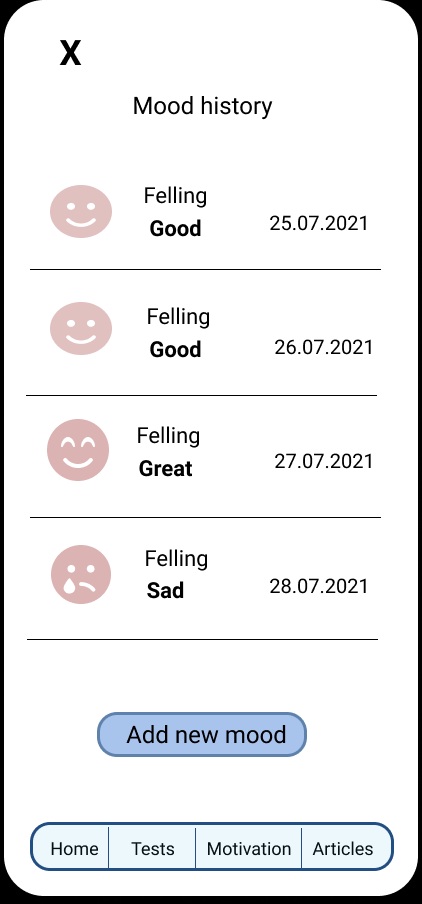 X
Mood history
Felling
Good
25.07.2021
Felling
Good
26.07.2021
Felling
Great
27.07.2021
Felling
Sad
28.07.2021
Add new mood
Home Tests Motivation Articles